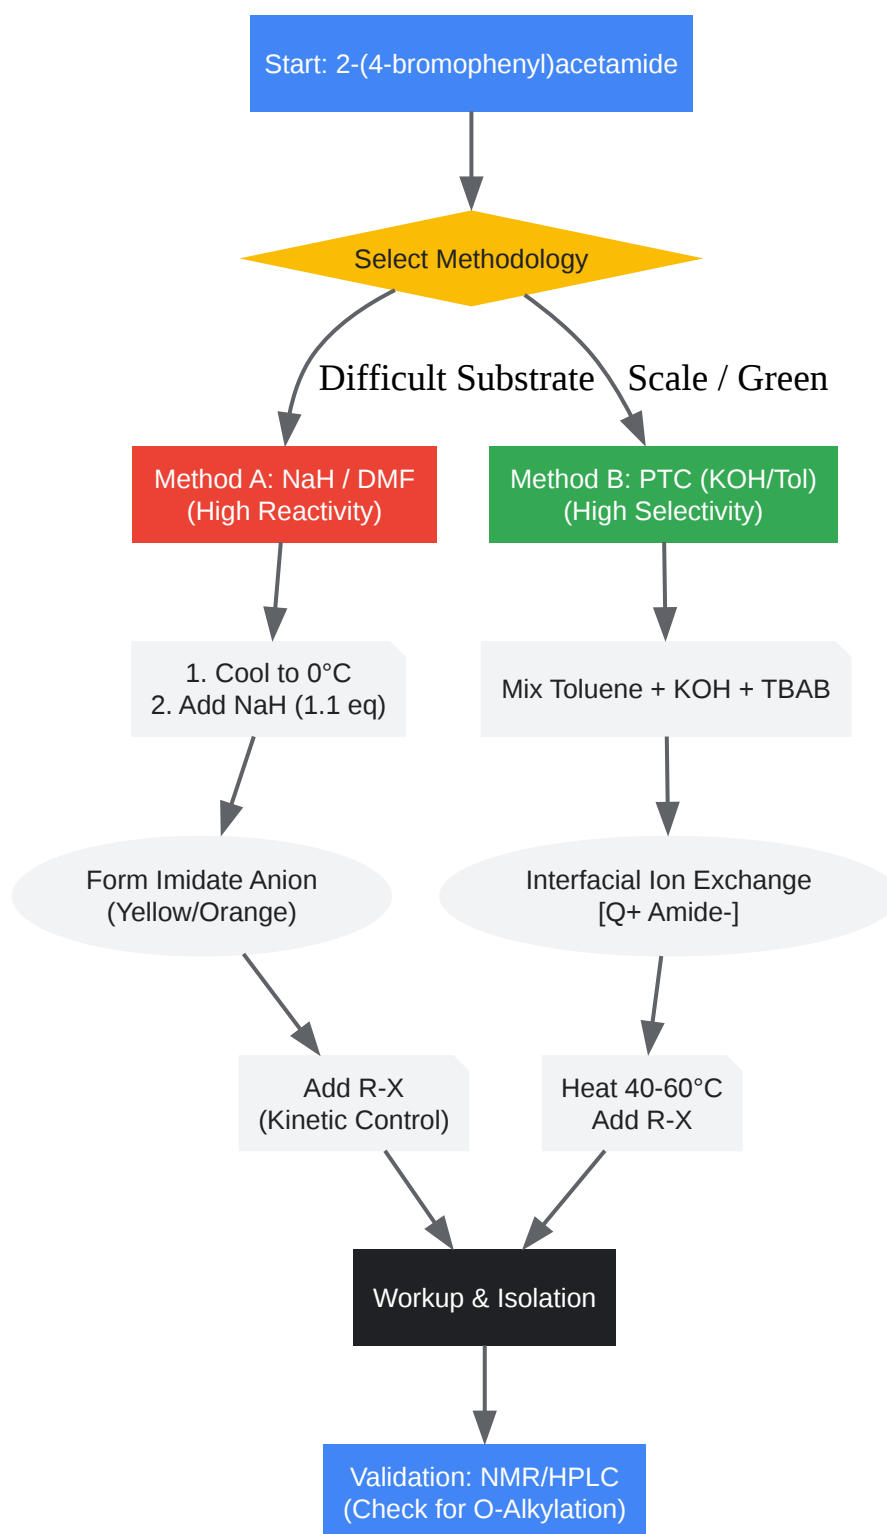 Start: 2-(4-bromophenyl)acetamide
Select Methodology
Difficult Substrate
Scale / Green
Method A: NaH / DMF
(High Reactivity)
Method B: PTC (KOH/Tol)
(High Selectivity)
1. Cool to 0°C
2. Add NaH (1.1 eq)
Mix Toluene + KOH + TBAB
Form Imidate Anion
(Yellow/Orange)
Interfacial Ion Exchange
[Q+ Amide-]
Add R-X
(Kinetic Control)
Heat 40-60°C
Add R-X
Workup & Isolation
Validation: NMR/HPLC
(Check for O-Alkylation)